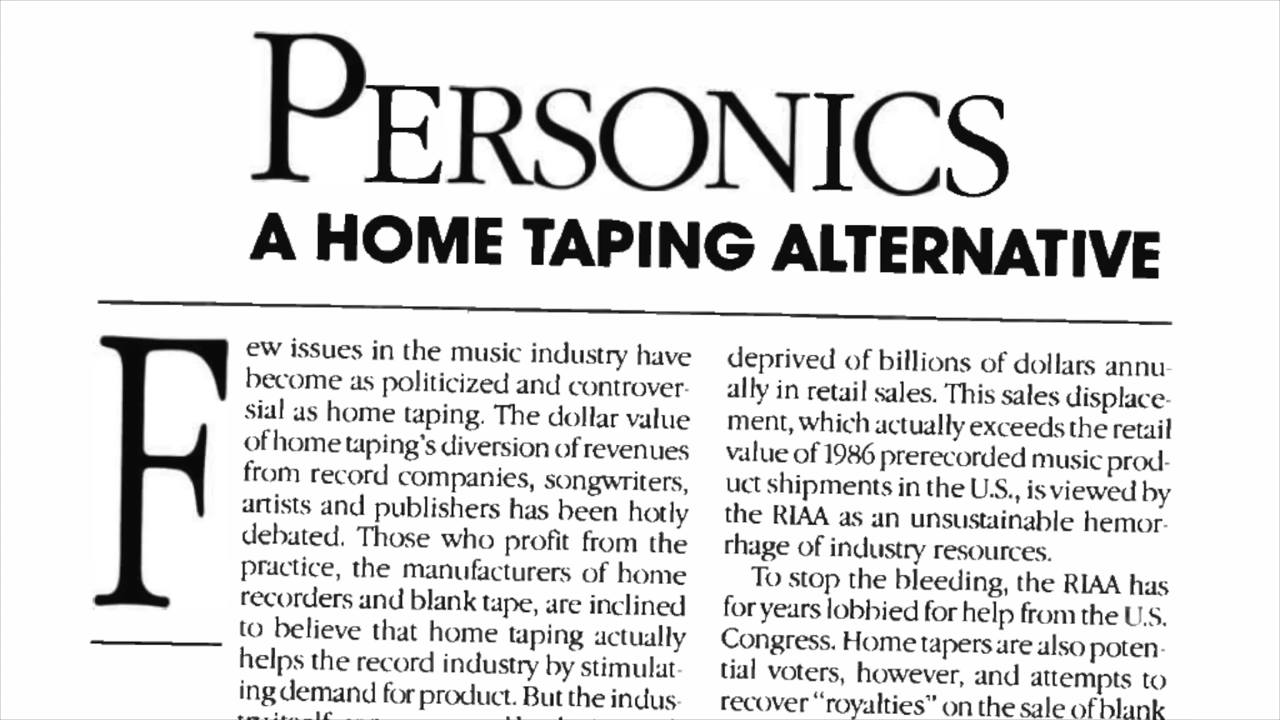 PERSONICS
A HOME TAPING ALTERNATIVE
Few issues in the music industry have
become as politicized and controver-
sial as home taping. The dollar value
of home taping's diversion of revenues
from record companies, songwriters,
artists and publishers has been hotly
debated. Those who profit from the
practice, the manufacturers of home
recorders and blank tape, are inclined
to believe that home taping actually
helps the record industry by stimulat-
ing demand for product. But the indus-
deprived of billions of dollars annu-
ally in retail sales. This sales displace-
ment, which actually exceeds the retail
value of 1986 prerecorded music prod-
uct shipments in the U.S., is viewed by
the RIAA as an unsustainable hemor-
rhage of industry resources.
To stop the bleeding, the RIAA has
for years lobbied for help from the U.S.
Congress. Home tapers are also poten-
tial voters, however, and attempts to
recover "royalties" on the sale of blank